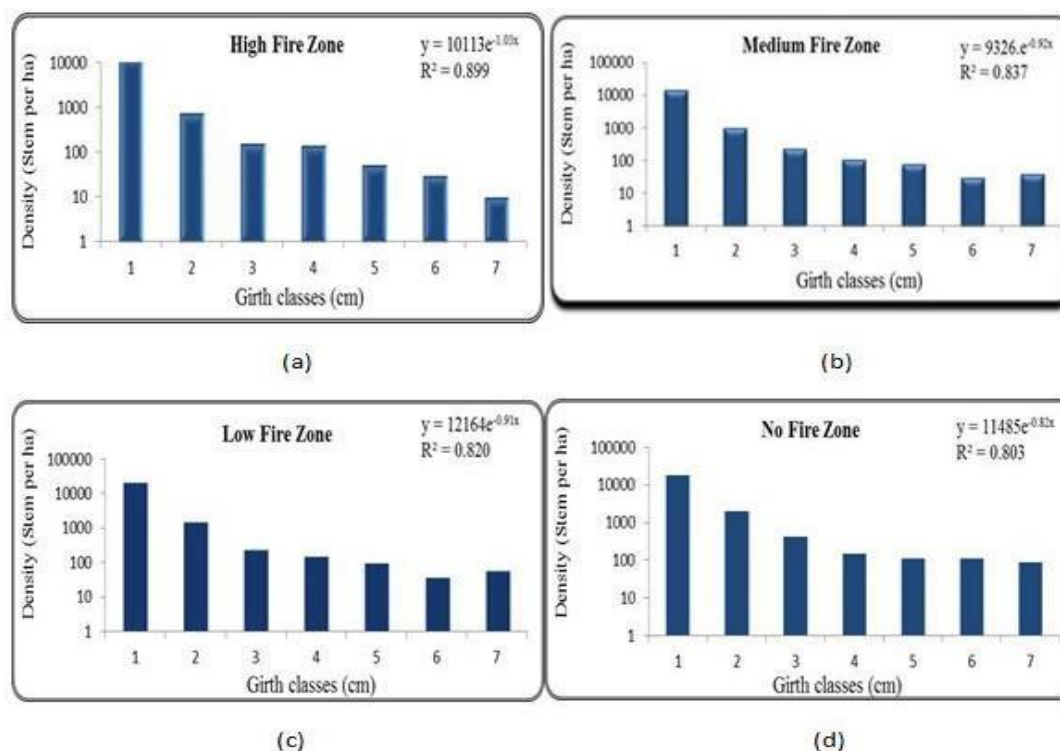 High Fire Zone
y = 10113e-1.03x
R² = 0.899
Density (Stem per ha)
10000
1000
100
10
1
1 2 3 4 5 6 7
Girth classes (cm)
(a)
Medium Fire Zone
y = 9326.e-0.92x
R² = 0.837
Density (Stem per ha)
100000
10000
1000
100
10
1
1 2 3 4 5 6 7
Girth classes (cm)
(b)
Low Fire Zone
y = 12164e-0.91x
R² = 0.820
Density (Stem per ha)
100000
10000
1000
100
10
1
1 2 3 4 5 6 7
Girth classes (cm)
(c)
No Fire Zone
y = 11485e-0.82x
R² = 0.803
Density (Stem per ha)
100000
10000
1000
100
10
1
1 2 3 4 5 6 7
Girth classes (cm)
(d)